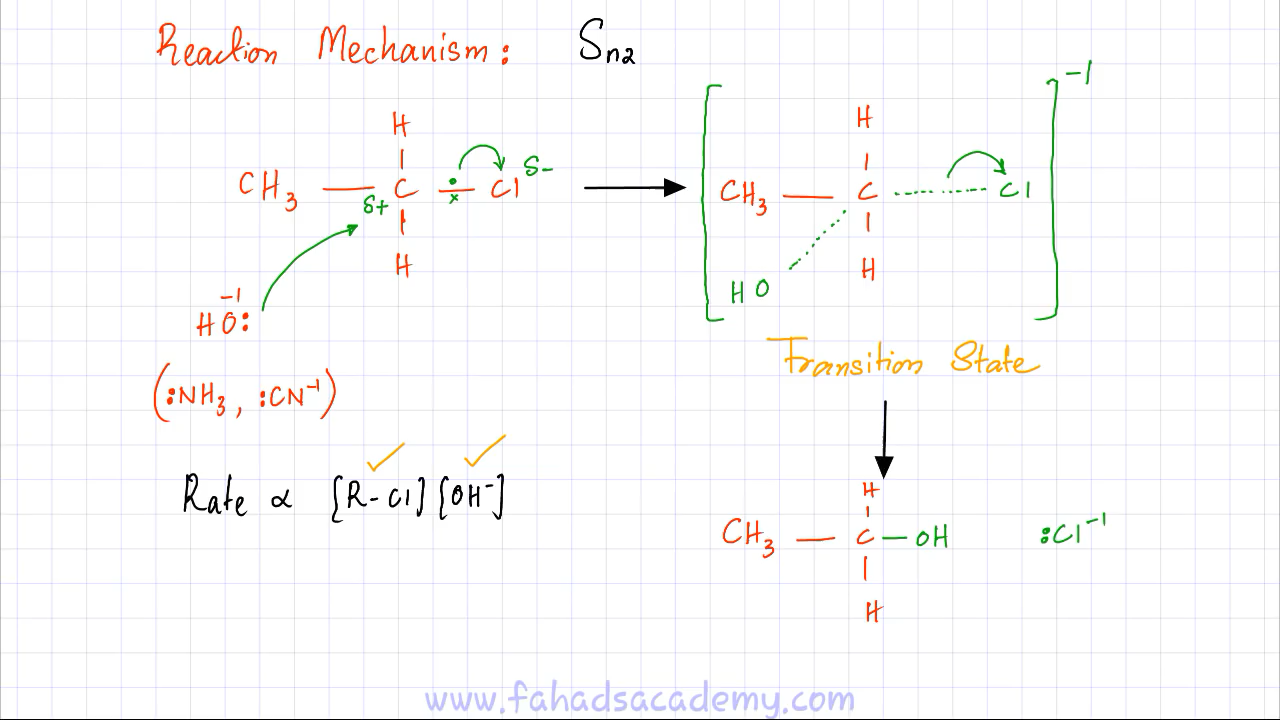 Reaction Mechanism: Sn2
H
CH3 — C — Cl
δ+ δ-
H
HO:
-1
(:NH3, :CN-1)
Rate ∝ [R-Cl][OH-]
-1
H
CH3 — C ······ Cl
H
HO
Transition State
H
CH3 — C — OH :Cl-1
H
www.fahadsacademy.com